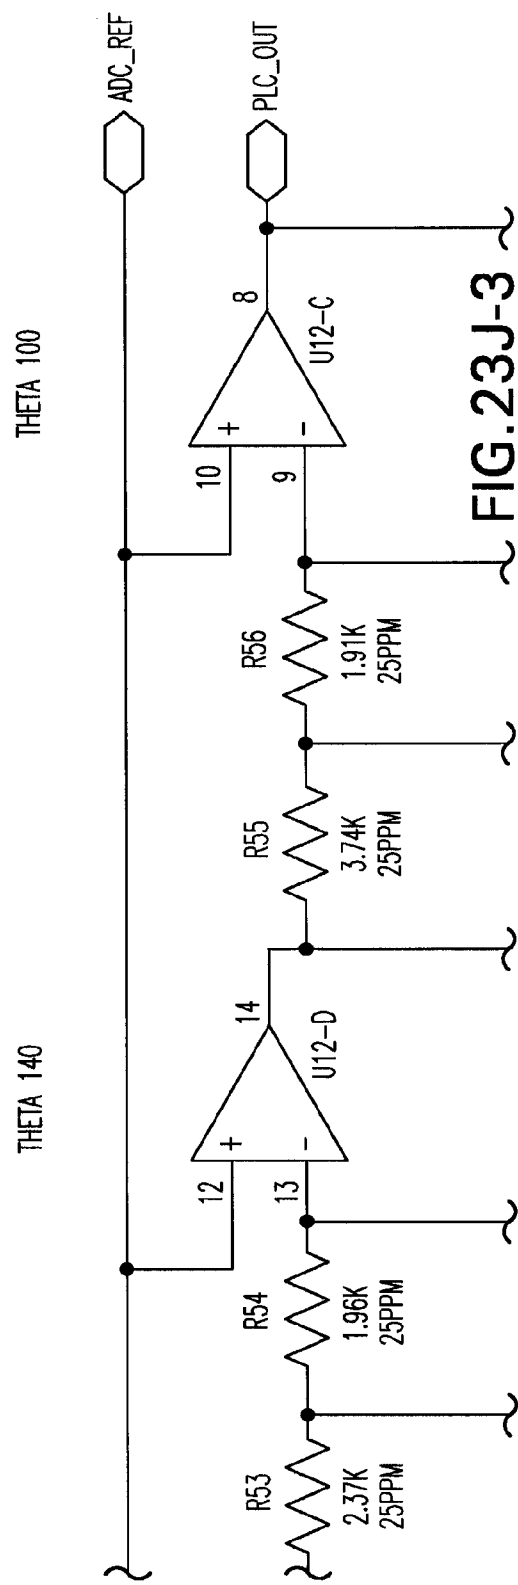 THETA 140
THETA 100
ADC_REF
R53
2.37K
25PPM
R54
1.96K
25PPM
12
+
13
-
14
U12-D
R55
3.74K
25PPM
R56
1.91K
25PPM
10
+
9
-
8
U12-C
PLC_OUT
FIG.23J-3